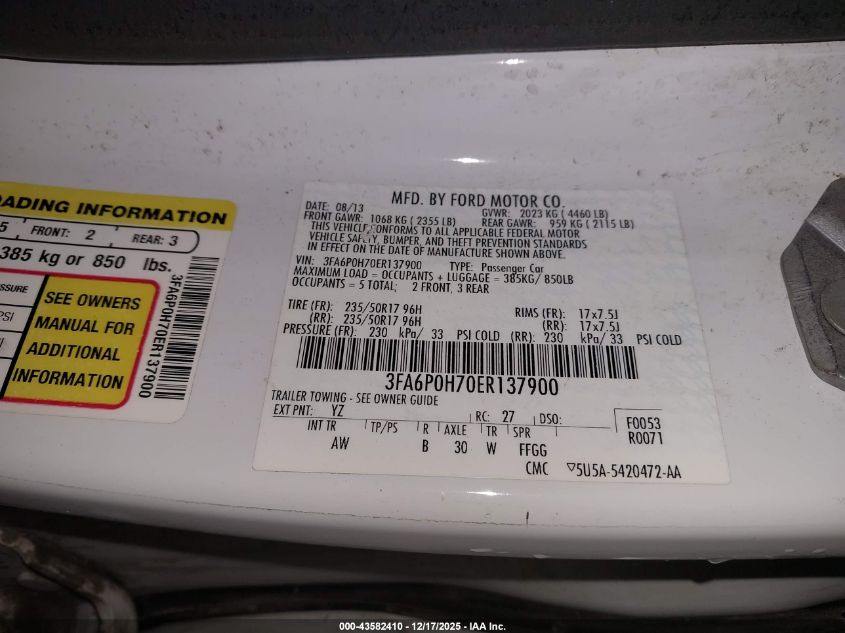 OADING INFORMATION
5 FRONT: 2 REAR: 3
385 kg or 850 lbs.
SSURE
PSI
SEE OWNERS
MANUAL FOR
ADDITIONAL
INFORMATION
3FA6P0H70ER137900
MFD. BY FORD MOTOR CO.
DATE: 08/13 GVWR: 2023 KG ( 4460 LB)
FRONT GAWR: 1068 KG ( 2355 LB) REAR GAWR: 959 KG ( 2115 LB)
THIS VEHICLE CONFORMS TO ALL APPLICABLE FEDERAL MOTOR
VEHICLE SAFETY, BUMPER, AND THEFT PREVENTION STANDARDS
IN EFFECT ON THE DATE OF MANUFACTURE SHOWN ABOVE.
VIN: 3FA6P0H70ER137900 TYPE: Passenger Car
MAXIMUM LOAD = OCCUPANTS + LUGGAGE = 385KG/ 850LB
OCCUPANTS = 5 TOTAL; 2 FRONT, 3 REAR
TIRE (FR): 235/50R17 96H RIMS (FR): 17x7.5J
(RR): 235/50R17 96H (RR): 17x7.5J
PRESSURE (FR): 230 kPa/ 33 PSI COLD (RR): 230 kPa/ 33 PSI COLD
3FA6P0H70ER137900
TRAILER TOWING - SEE OWNER GUIDE
EXT PNT: YZ RC: 27 DSO: F0053
INT TR TP/PS R AXLE TR SPR R0071
AW B 30 W FFGG
CMC ▽5U5A-5420472-AA
000-43582410 - 12/17/2025 - IAA Inc.